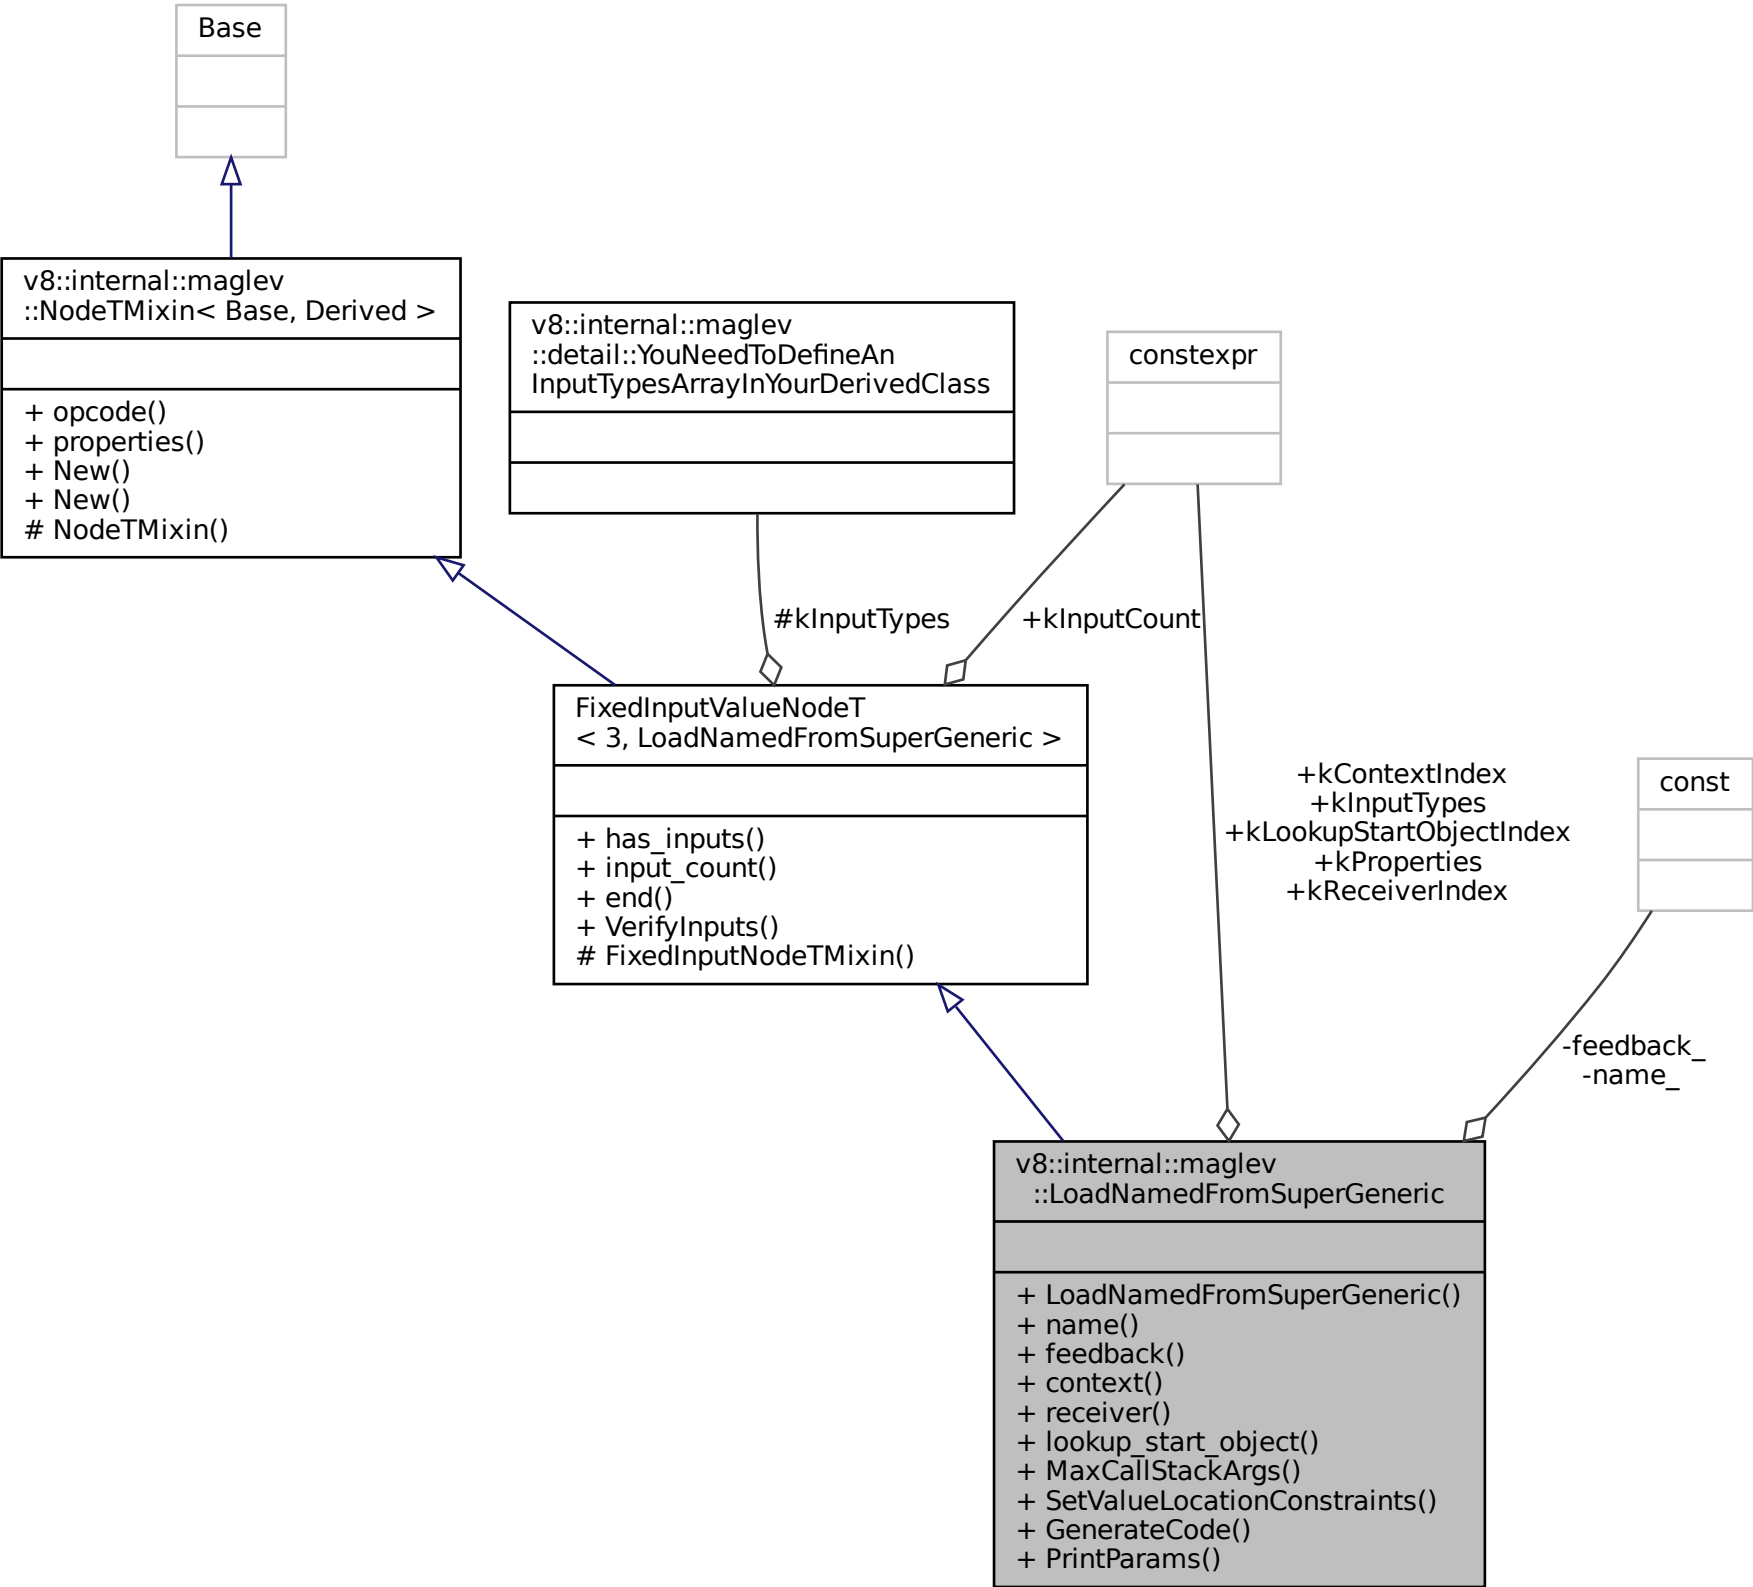 Base
v8::internal::maglev
::NodeTMixin< Base, Derived >
+ opcode()
+ properties()
+ New()
+ New()
# NodeTMixin()
v8::internal::maglev
::detail::YouNeedToDefineAn
InputTypesArrayInYourDerivedClass
constexpr
#kInputTypes
+kInputCount
FixedInputValueNodeT
< 3, LoadNamedFromSuperGeneric >
+ has_inputs()
+ input_count()
+ end()
+ VerifyInputs()
# FixedInputNodeTMixin()
+kContextIndex
+kInputTypes
+kLookupStartObjectIndex
+kProperties
+kReceiverIndex
const
-feedback_
-name_
v8::internal::maglev
::LoadNamedFromSuperGeneric
+ LoadNamedFromSuperGeneric()
+ name()
+ feedback()
+ context()
+ receiver()
+ lookup_start_object()
+ MaxCallStackArgs()
+ SetValueLocationConstraints()
+ GenerateCode()
+ PrintParams()